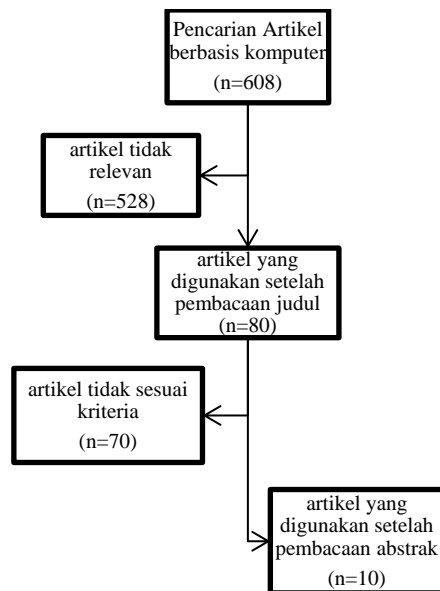 Pencarian Artikel
berbasis komputer
(n=608)
artikel tidak
relevan
(n=528)
artikel yang
digunakan setelah
pembacaan judul
(n=80)
artikel tidak sesuai
kriteria
(n=70)
artikel yang
digunakan setelah
pembacaan abstrak
(n=10)